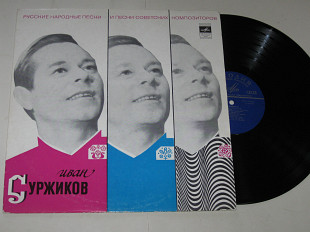 РУССКИЕ НАРОДНЫЕ ПЕСНИ И ПЕСНИ СОВЕТСКИХ КОМПОЗИТОРОВ
иван
СУРЖИКОВ